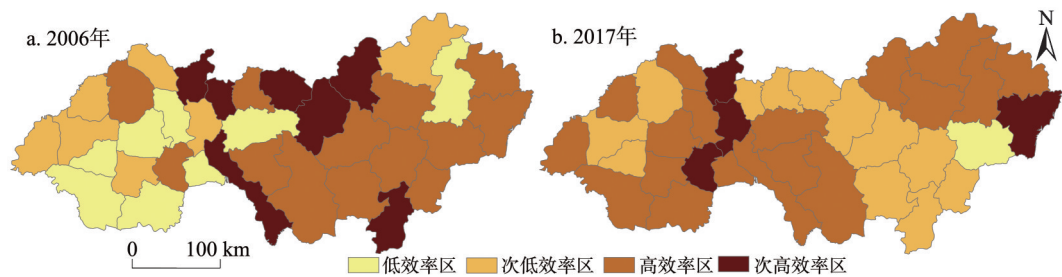 a. 2006年
b. 2017年
N
0 100 km
低效率区 次低效率区 高效率区 次高效率区